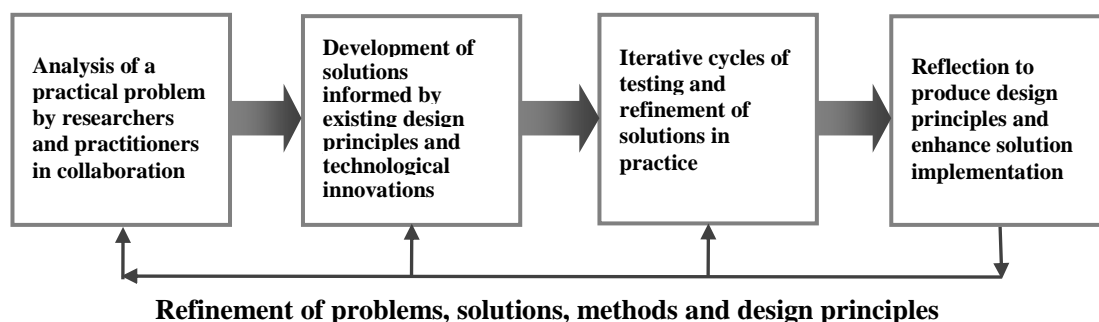 Analysis of a
practical problem
by researchers
and practitioners
in collaboration
Development of
solutions
informed by
existing design
principles and
technological
innovations
Iterative cycles of
testing and
refinement of
solutions in
practice
Reflection to
produce design
principles and
enhance solution
implementation
Refinement of problems, solutions, methods and design principles